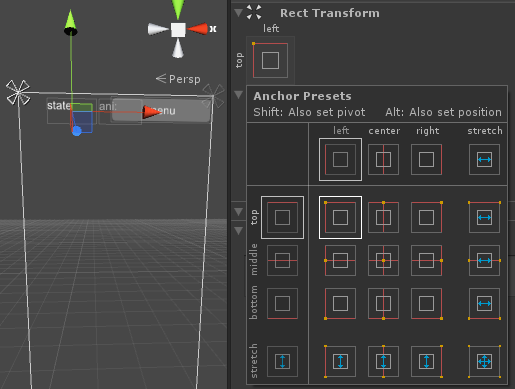 x
Persp
state
ani
enu
Rect Transform
left
top
Anchor Presets
Shift: Also set pivot Alt: Also set position
left center right stretch
top
middle
bottom
stretch